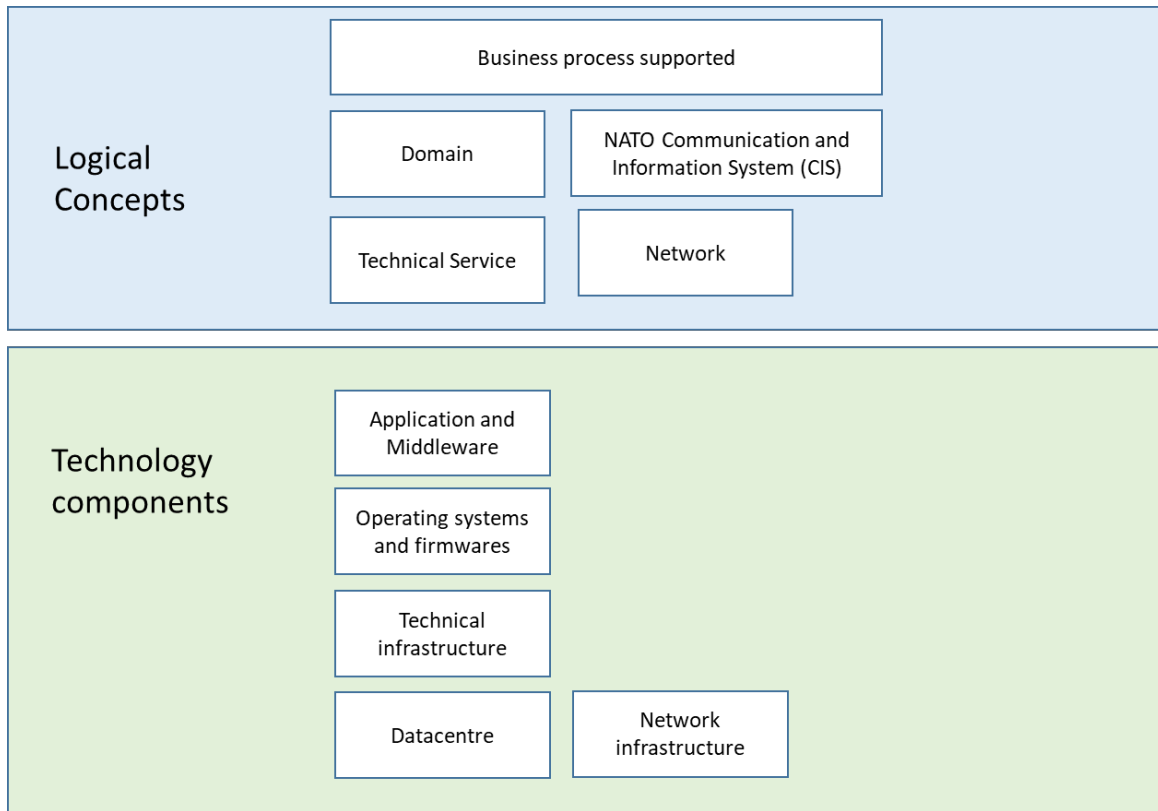 Logical
Concepts
Business process supported
Domain
NATO Communication and
Information System (CIS)
Technical Service
Network
Technology
components
Application and
Middleware
Operating systems
and firmwares
Technical
infrastructure
Datacentre
Network
infrastructure